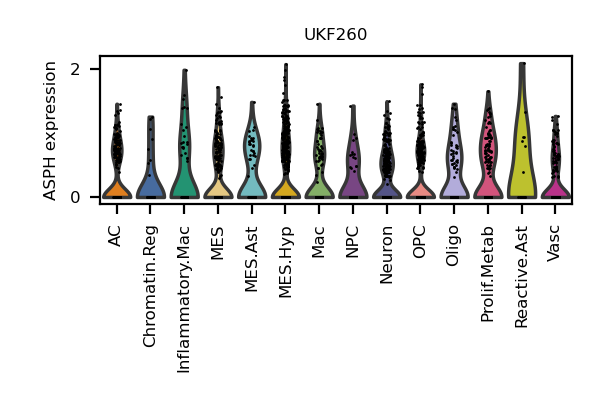 UKF260
ASPH expression
2
0
AC
Chromatin.Reg
Inflammatory.Mac
MES
MES.Ast
MES.Hyp
Mac
NPC
Neuron
OPC
Oligo
Prolif.Metab
Reactive.Ast
Vasc